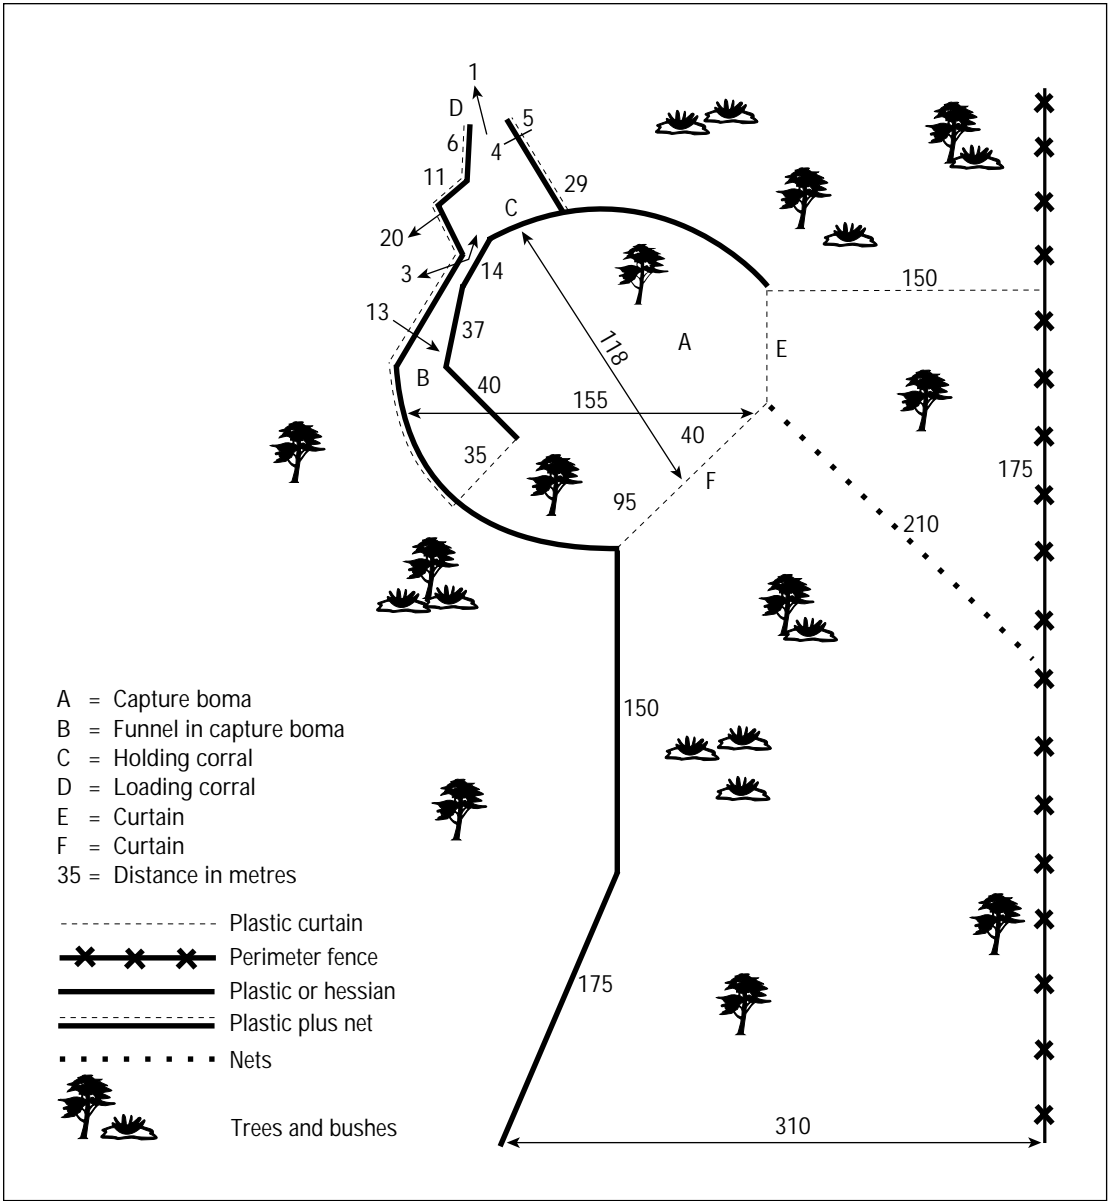 1
D
5
6
4
11
29
C
20
3
14
150
13
37
118
A
E
B
40
155
40
35
F
175
95
210
A = Capture boma
B = Funnel in capture boma
C = Holding corral
D = Loading corral
E = Curtain
F = Curtain
35 = Distance in metres
150
Plastic curtain
Perimeter fence
Plastic or hessian
175
Plastic plus net
Nets
Trees and bushes
310